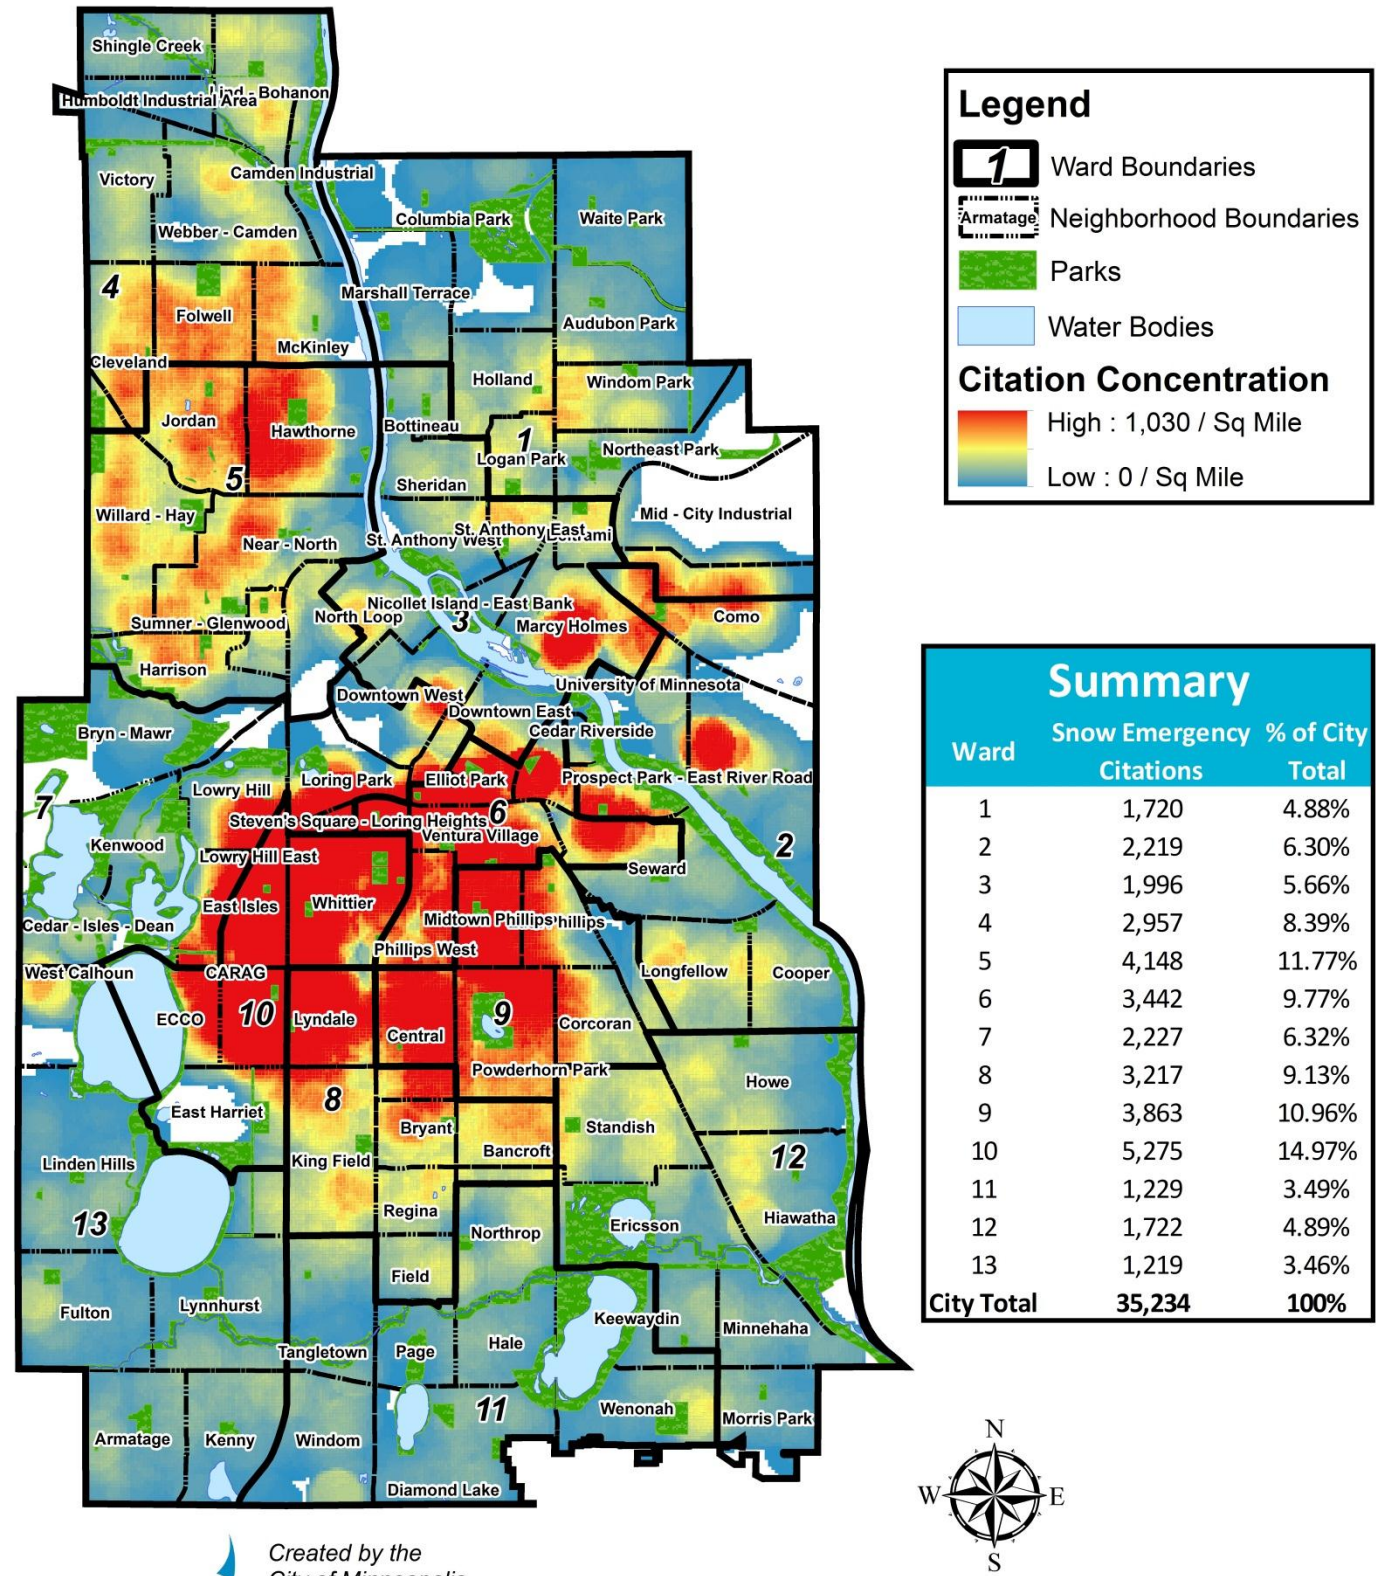 Shingle Creek
Lind - Bohanon
Humboldt Industrial Area
Victory
Camden Industrial
Columbia Park
Waite Park
Webber - Camden
4
Marshall Terrace
Folwell
Audubon Park
McKinley
Cleveland
Holland
Windom Park
Jordan
Hawthorne
Bottineau
1
Logan Park
Northeast Park
5
Sheridan
Willard - Hay
Mid - City Industrial
Near - North
St. Anthony West
St. Anthony East
Nicollet Island - East Bank
Sumner - Glenwood
North Loop
3
Marcy Holmes
Como
Harrison
University of Minnesota
Downtown West
Downtown East
Bryn - Mawr
Cedar Riverside
Loring Park
Elliot Park
Prospect Park - East River Road
Lowry Hill
7
6
Steven's Square - Loring Heights
Ventura Village
Kenwood
2
Lowry Hill East
Seward
East Isles
Whittier
Cedar - Isles - Dean
Midtown Phillips
Phillips
Phillips West
West Calhoun
CARAG
Longfellow
Cooper
ECCO
10
Lyndale
9
Corcoran
Central
Powderhorn Park
Howe
8
East Harriet
Bryant
Standish
Bancroft
King Field
12
Linden Hills
Regina
13
Hiawatha
Ericsson
Northrop
Field
Fulton
Lynnhurst
Keewaydin
Minnehaha
Hale
Tangletown
Page
11
Wenonah
Morris Park
Armatage
Kenny
Windom
Diamond Lake
Legend
1 Ward Boundaries
Armatage Neighborhood Boundaries
Parks
Water Bodies
Citation Concentration
High : 1,030 / Sq Mile
Low : 0 / Sq Mile
Summary
Ward Snow Emergency Citations % of City Total
1 1,720 4.88%
2 2,219 6.30%
3 1,996 5.66%
4 2,957 8.39%
5 4,148 11.77%
6 3,442 9.77%
7 2,227 6.32%
8 3,217 9.13%
9 3,863 10.96%
10 5,275 14.97%
11 1,229 3.49%
12 1,722 4.89%
13 1,219 3.46%
City Total 35,234 100%
N
W E
S
Created by the
City of Minneapolis